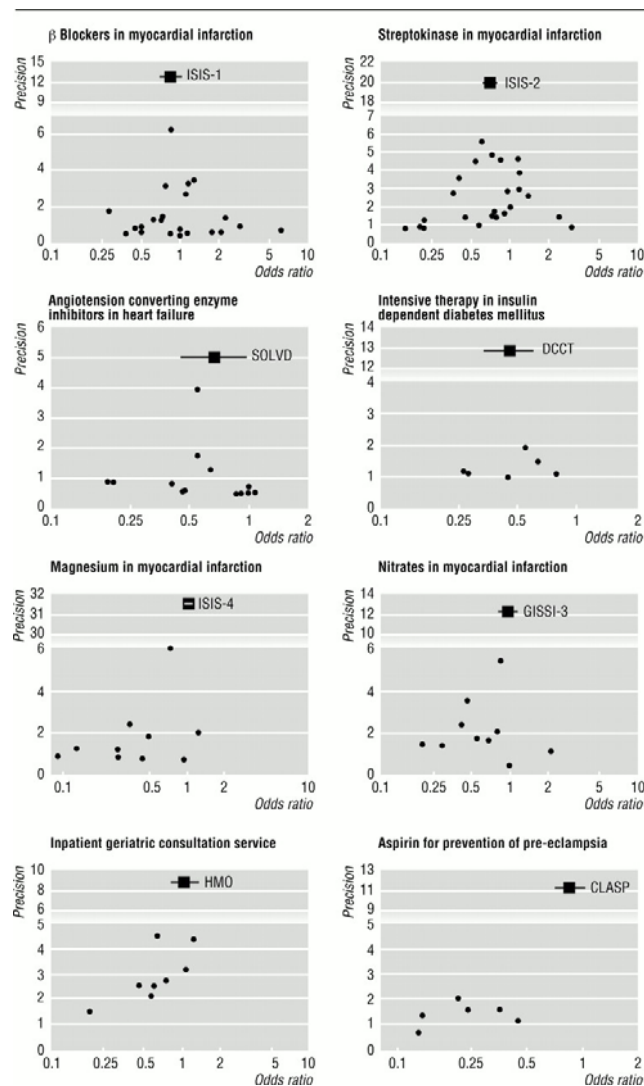 β Blockers in myocardial infarction
Precision
15
12
9
6
4
2
0
ISIS-1
0.1 0.25 0.5 1 2 5 10
Odds ratio
Streptokinase in myocardial infarction
Precision
22
20
18
7
6
5
4
3
2
1
0
ISIS-2
0.1 0.25 0.5 1 2 5 10
Odds ratio
Angiotension converting enzyme
inhibitors in heart failure
Precision
6
5
4
3
2
1
0
SOLVD
0.1 0.25 0.5 1 2
Odds ratio
Intensive therapy in insulin
dependent diabetes mellitus
Precision
14
13
12
4
3
2
1
0
DCCT
0.1 0.25 0.5 1 2
Odds ratio
Magnesium in myocardial infarction
Precision
32
31
30
6
4
2
0
ISIS-4
0.1 0.5 1 2 10
Odds ratio
Nitrates in myocardial infarction
Precision
14
12
10
6
4
2
0
GISSI-3
0.1 0.25 0.5 1 2 5 10
Odds ratio
Inpatient geriatric consultation service
Precision
10
8
6
5
4
3
2
1
0
HMO
0.1 0.25 0.5 1 2 5 10
Odds ratio
Aspirin for prevention of pre-eclampsia
Precision
13
11
9
5
4
3
2
1
0
CLASP
0.1 0.25 0.5 1 2
Odds ratio